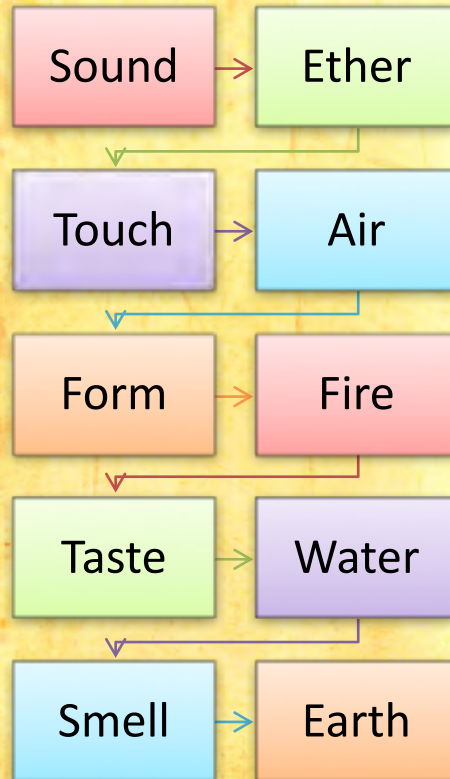 Sound
Ether
Touch
Air
Form
Fire
Taste
Water
Smell
Earth